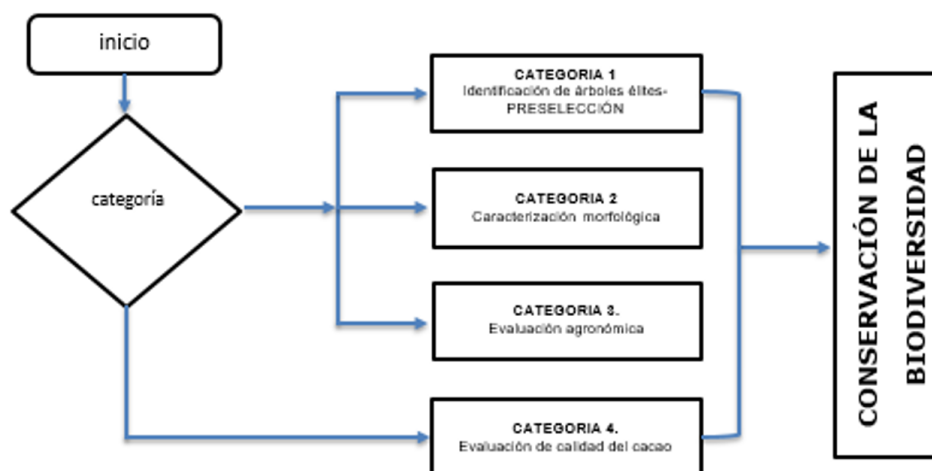 inicio
categoría
CATEGORIA 1
Identificación de árboles élites-
PRESELECCIÓN
CATEGORIA 2
Caracterización morfológica
CATEGORIA 3.
Evaluación agronómica
CATEGORIA 4.
Evaluación de calidad del cacao
CONSERVACIÓN DE LA
BIODIVERSIDAD